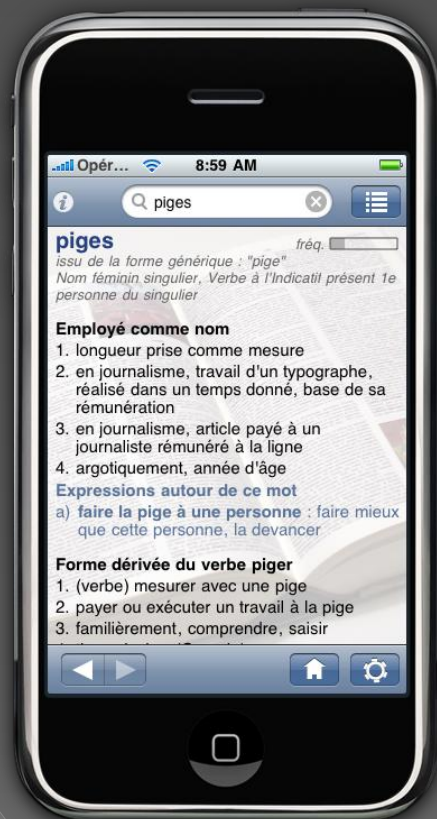 Opér... 8:59 AM
piges
piges fréq.
issu de la forme générique : "pige"
Nom féminin singulier, Verbe à l'Indicatif présent 1e
personne du singulier
Employé comme nom
1. longueur prise comme mesure
2. en journalisme, travail d'un typographe,
réalisé dans un temps donné, base de sa
rémunération
3. en journalisme, article payé à un
journaliste rémunéré à la ligne
4. argotiquement, année d'âge
Expressions autour de ce mot
a) faire la pige à une personne : faire mieux
que cette personne, la devancer
Forme dérivée du verbe piger
1. (verbe) mesurer avec une pige
2. payer ou exécuter un travail à la pige
3. familièrement, comprendre, saisir